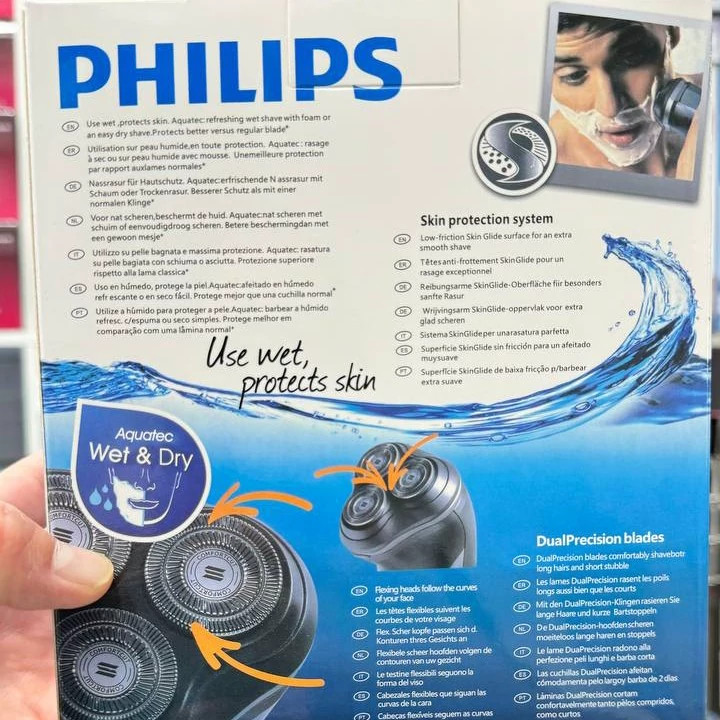 PHILIPS
EN Use wet ,protects skin. Aquatec:refreshing wet shave with foam or
an easy dry shave.Protects better versus regular blade*
ER Utilisation sur peau humide,en toute protection. Aquatec : rasage
à sec ou sur peau humide avec mousse. Unemeilleure protection
par rapport auxlames normales*
DE Nassrasur für Hautschutz. Aquatec:erfrischende N assrasur mit
Schaum oder Trockenrasur. Besserer Schutz als mit einer
normalen Klinge*
NL Voor nat scheren,beschermt de huid. Aquatec:nat scheren met
schuim of eenvoudigdroog scheren. Betere beschermingdan met
een gewoon mesje*
IT Utilizzo su pelle bagnata e massima protezione. Aquatec: rasatura
su pelle bagiata con schiuma o asciutta. Protezione superiore
rispetto alla lama classica*
ES Uso en húmedo, protege la piel.Aquatec:afeitado en húmedo
refr escante o en seco fácil. Protege mejor que una cuchilla normal*
PT Utilize a húmido para proteger a pele.Aquatec: barbear a húmido
refresc. c/espuma ou seco simples. Protege melhor em
comparação com uma lâmina normal*
Skin protection system
EN Low-friction Skin Glide surface for an extra
smooth shave
ER Têtes anti-frottement SkinGlide pour un
rasage exceptionnel
DE Reibungsarme SkinGlide-Oberfläche fiir besonders
sanfte Rasur
DE Wrijvingsarm SkinGlide-oppervlak voor extra
glad scheren
IT Sistema SkinGlide per unarasatura parfetta
ES Superficie SkinGlide sin fricción para un afeitado
muysuave
PT Superfície SkinGlide de baixa fricção p/barbear
extra suave
Use wet,
protects skin
Aquatec
Wet & Dry
COMFORTCUT
COMFORTCUT
EN Flexing heads follow the curves
of your face
ER Les têtes flexibles suivent les
courbes de votre visage
DE Flex. Scher kopfe passen sich d.
Konturen Ihres Gesichts an
NL Flexibele scheer hoofden volgen de
contouren van uw gezicht
IT Le testine flessibili seguono la
forma del viso
ES Cabezales flexibles que siguan las
curvas de la cara
PT Cabeças flexíveis seguem as curvas
DualPrecision blades
EN DualPrecision blades comfortably shavebotr
long hairs and short stubble
ER Les lames DualPrecision rasent les poils
longs aussi bien que les courts
DE Mit den DualPrecision-Klingen rasieren Sie
lange Haare und kurze Bartstoppeln
NL De DualPrecision-hoofden scheren
moeiteloos lange haren en stoppels
IT Le lame DualPrecision radono alla
perfezione peli lunghi e barba corta
ES Las cuchillas DualPrecision afeitan
cómodamente pelo largoy barba de 2 días
PT Láminas DualPrecision cortam
confortavelmente tanto pêlos compridos,
como curtos